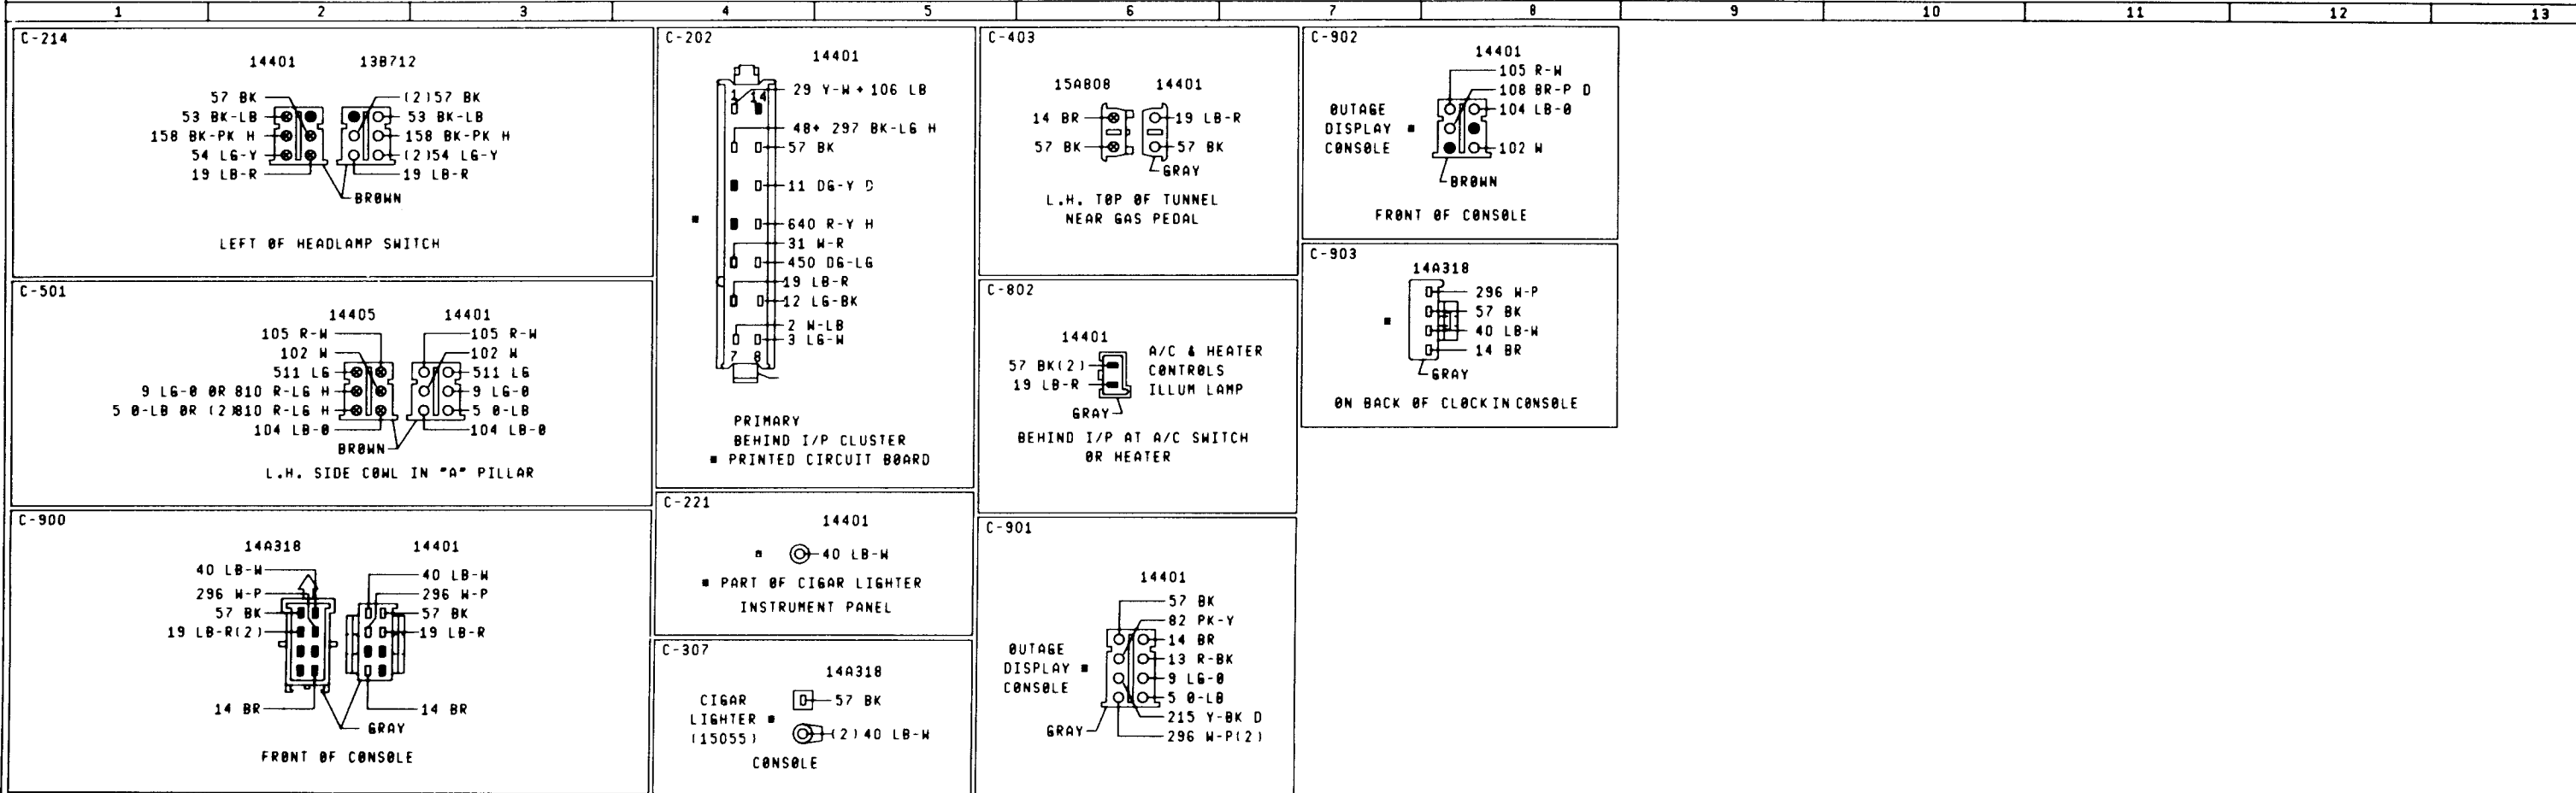 1 2 3 4 5 6 7 8 9 10 11 12 13
C-214
14401 13B712
57 BK (2)57 BK
53 BK-LB 53 BK-LB
158 BK-PK H 158 BK-PK H
54 LG-Y (2)54 LG-Y
19 LB-R 19 LB-R
BROWN
LEFT OF HEADLAMP SWITCH
C-501
14405 14401
105 R-W 105 R-W
102 W 102 W
511 LG 511 LG
9 LG-O OR 810 R-LG H 9 LG-O
5 O-LB OR (2)810 R-LG H 5 O-LB
104 LB-O 104 LB-O
BROWN
L.H. SIDE COWL IN "A" PILLAR
C-900
14A318 14401
40 LB-W 40 LB-W
296 W-P 296 W-P
57 BK 57 BK
19 LB-R(2) 19 LB-R
14 BR 14 BR
GRAY
FRONT OF CONSOLE
C-202
14401
1 14
29 Y-W + 106 LB
48+ 297 BK-LG H
57 BK
11 DG-Y D
640 R-Y H
31 W-R
450 DG-LG
19 LB-R
12 LG-BK
2 W-LB
3 LG-W
7 8
PRIMARY
BEHIND I/P CLUSTER
■ PRINTED CIRCUIT BOARD
C-221
14401
■ 40 LB-W
■ PART OF CIGAR LIGHTER
INSTRUMENT PANEL
C-307
14A318
CIGAR
LIGHTER ■
(15055)
57 BK
(2)40 LB-W
CONSOLE
C-403
15A808 14401
14 BR 19 LB-R
57 BK 57 BK
GRAY
L.H. TOP OF TUNNEL
NEAR GAS PEDAL
C-802
14401
57 BK(2)
19 LB-R
A/C & HEATER
CONTROLS
ILLUM LAMP
GRAY
BEHIND I/P AT A/C SWITCH
OR HEATER
C-901
14401
57 BK
82 PK-Y
14 BR
13 R-BK
9 LG-O
5 O-LB
215 Y-BK D
296 W-P(2)
OUTAGE
DISPLAY ■
CONSOLE
GRAY
C-902
14401
105 R-W
108 BR-P D
104 LB-O
102 W
OUTAGE
DISPLAY ■
CONSOLE
BROWN
FRONT OF CONSOLE
C-903
14A318
296 W-P
57 BK
■ 40 LB-W
14 BR
GRAY
ON BACK OF CLOCK IN CONSOLE